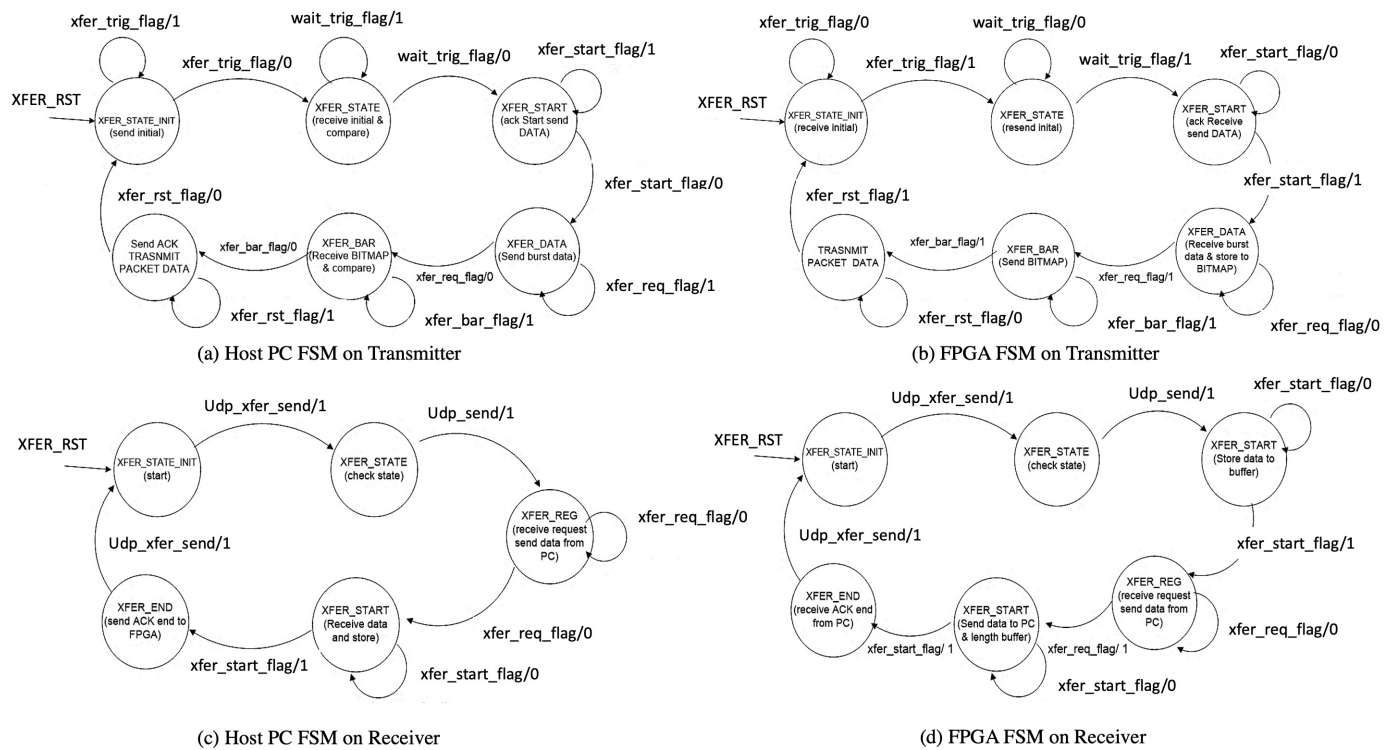 xfer_trig_flag/1
wait_trig_flag/1
xfer_start_flag/1
xfer_trig_flag/0
wait_trig_flag/0
XFER_RST
XFER_STATE_INIT
(send initial)
XFER_STATE
(receive initial &
compare)
XFER_START
(ack Start send
DATA)
xfer_rst_flag/0
xfer_start_flag/0
Send ACK
TRASNMIT
PACKET DATA
xfer_bar_flag/0
XFER_BAR
(Receive BITMAP
& compare)
xfer_req_flag/0
XFER_DATA
(Send burst data)
xfer_req_flag/1
xfer_rst_flag/1
xfer_bar_flag/1
(a) Host PC FSM on Transmitter
xfer_trig_flag/0
wait_trig_flag/0
xfer_start_flag/0
xfer_trig_flag/1
wait_trig_flag/1
XFER_RST
XFER_STATE_INIT
(receive initial)
XFER_STATE
(resend inital)
XFER_START
(ack Receive
send DATA)
xfer_rst_flag/1
xfer_start_flag/1
TRASNMIT
PACKET DATA
xfer_bar_flag/1
XFER_BAR
(Send BITMAP)
xfer_req_flag/1
XFER_DATA
(Receive burst
data & store to
BITMAP)
xfer_rst_flag/0
xfer_bar_flag/1
xfer_req_flag/0
(b) FPGA FSM on Transmitter
Udp_xfer_send/1
Udp_send/1
XFER_RST
XFER_STATE_INIT
(start)
XFER_STATE
(check state)
XFER_REG
(receive request
send data from
PC)
xfer_req_flag/0
Udp_xfer_send/1
XFER_END
(send ACK end to
FPGA)
XFER_START
(Receive data
and store)
xfer_req_flag/0
xfer_start_flag/1
xfer_start_flag/0
(c) Host PC FSM on Receiver
Udp_xfer_send/1
Udp_send/1
xfer_start_flag/0
XFER_RST
XFER_STATE_INIT
(start)
XFER_STATE
(check state)
XFER_START
(Store data to
buffer)
Udp_xfer_send/1
xfer_start_flag/1
XFER_END
(receive ACK end
from PC)
XFER_START
(Send data to PC
& length buffer)
XFER_REG
(receive request
send data from
PC)
xfer_req_flag/0
xfer_start_flag/ 1
xfer_req_flag/ 1
xfer_start_flag/0
(d) FPGA FSM on Receiver